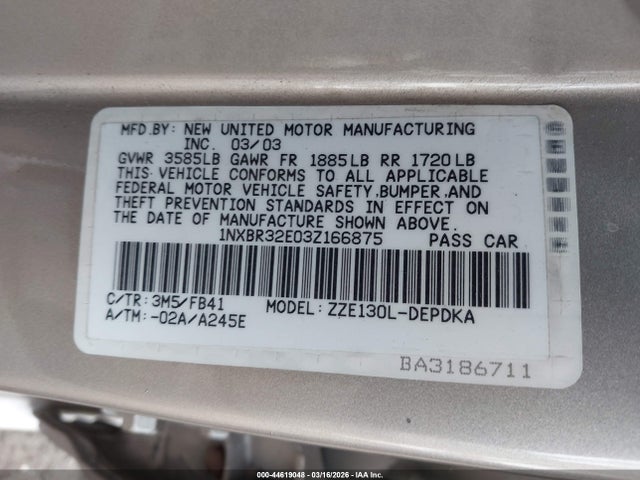 MFD.BY: NEW UNITED MOTOR MANUFACTURING
INC. 03/03
GVWR 3585LB GAWR FR 1885LB RR 1720LB
THIS VEHICLE CONFORMS TO ALL APPLICABLE
FEDERAL MOTOR VEHICLE SAFETY,BUMPER,AND
THEFT PREVENTION STANDARDS IN EFFECT ON
THE DATE OF MANUFACTURE SHOWN ABOVE.
1NXBR32E03Z166875 PASS CAR
C/TR: 3M5/FB41 MODEL: ZZE130L-DEPDKA
A/TM: -02A/A245E
BA3186711
000-44619048 - 03/16/2026 - IAA Inc.